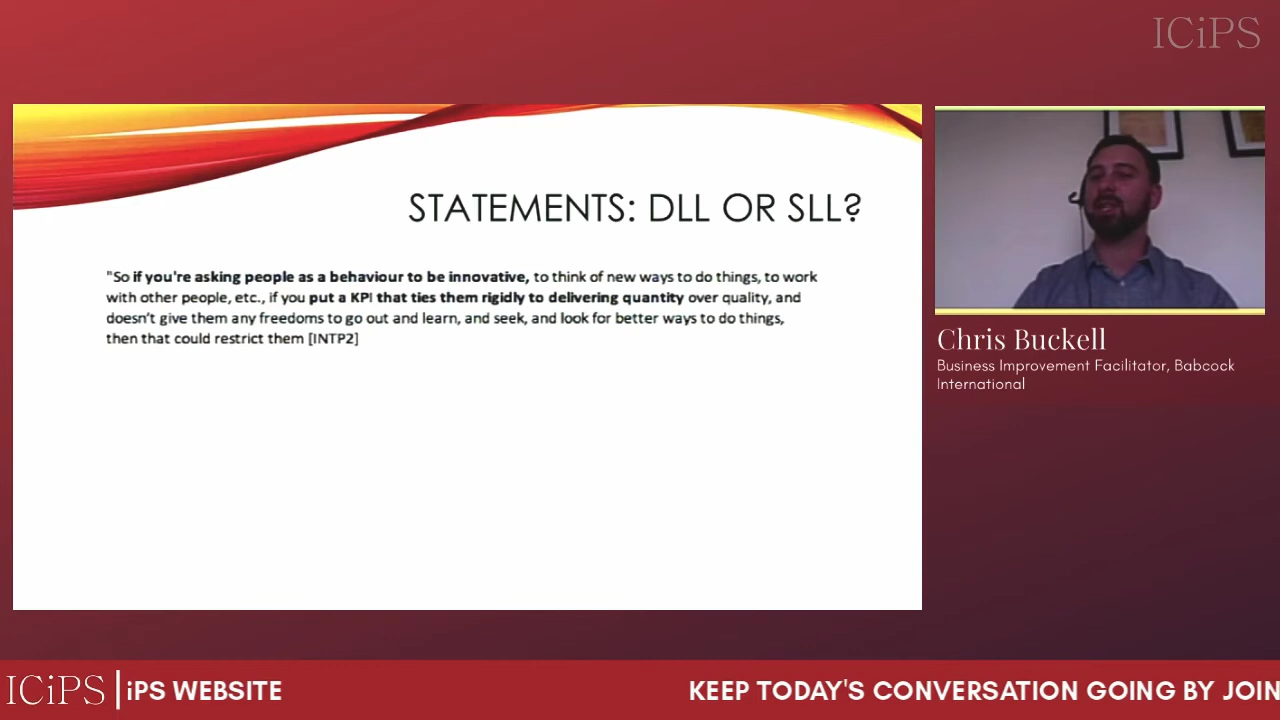 ICiPS
STATEMENTS: DLL OR SLL?
"So if you're asking people as a behaviour to be innovative, to think of new ways to do things, to work
with other people, etc., if you put a KPI that ties them rigidly to delivering quantity over quality, and
doesn't give them any freedoms to go out and learn, and seek, and look for better ways to do things,
then that could restrict them [INTP2]
Chris Buckell
Business Improvement Facilitator, Babcock
International
ICiPS iPS WEBSITE
KEEP TODAY'S CONVERSATION GOING BY JOIN